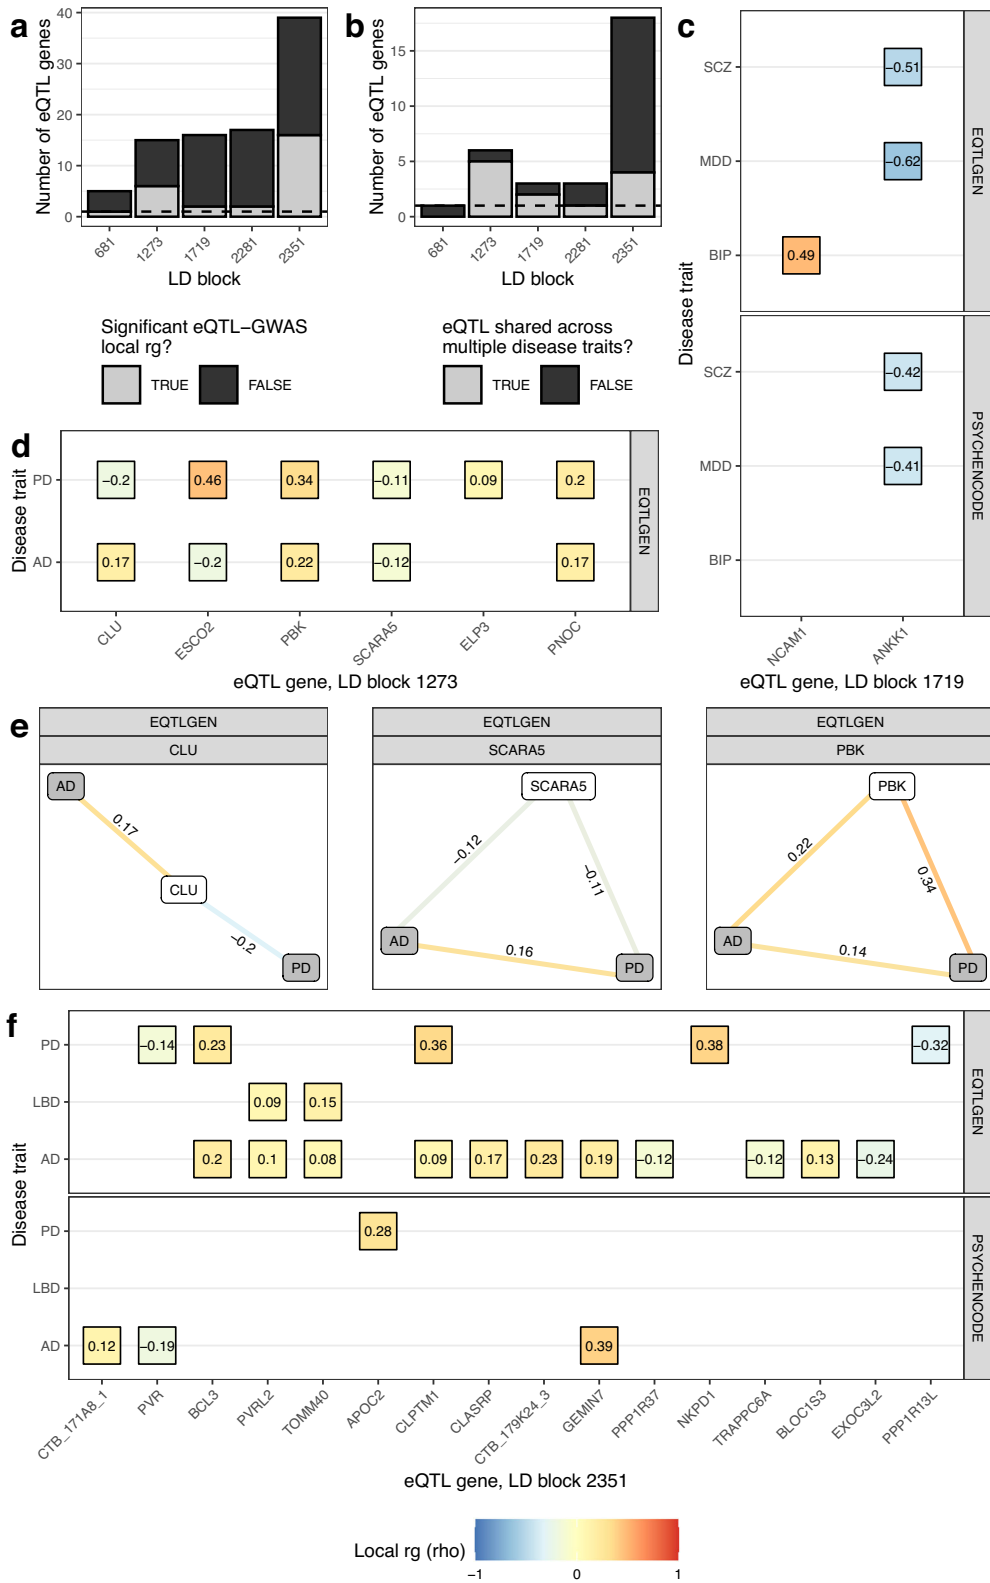 a
Number of eQTL genes
40
30
20
10
0
681
1273
1719
2281
2351
LD block
Significant eQTL−GWAS
local rg?
TRUE
FALSE
b
Number of eQTL genes
15
10
5
0
681
1273
1719
2281
2351
LD block
eQTL shared across
multiple disease traits?
TRUE
FALSE
c
Disease trait
SCZ
−0.51
MDD
−0.62
BIP
0.49
EQTLGEN
SCZ
−0.42
MDD
−0.41
BIP
PSYCHENCODE
NCAM1
ANKK1
eQTL gene, LD block 1719
d
Disease trait
PD
−0.2
0.46
0.34
−0.11
0.09
0.2
AD
0.17
−0.2
0.22
−0.12
0.17
EQTLGEN
CLU
ESCO2
PBK
SCARA5
ELP3
PNOC
eQTL gene, LD block 1273
e
EQTLGEN
CLU
AD
0.17
CLU
−0.2
PD
EQTLGEN
SCARA5
SCARA5
−0.12
−0.11
AD
0.16
PD
EQTLGEN
PBK
PBK
0.22
0.34
AD
0.14
PD
f
Disease trait
PD
−0.14
0.23
0.36
0.38
−0.32
LBD
0.09
0.15
AD
0.2
0.1
0.08
0.09
0.17
0.23
0.19
−0.12
−0.12
0.13
−0.24
EQTLGEN
PD
0.28
LBD
AD
0.12
−0.19
0.39
PSYCHENCODE
CTB_171A8_1
PVR
BCL3
PVRL2
TOMM40
APOC2
CLPTM1
CLASRP
CTB_179K24_3
GEMIN7
PPP1R37
NKPD1
TRAPPC6A
BLOC1S3
EXOC3L2
PPP1R13L
eQTL gene, LD block 2351
Local rg (rho)
−1
0
1